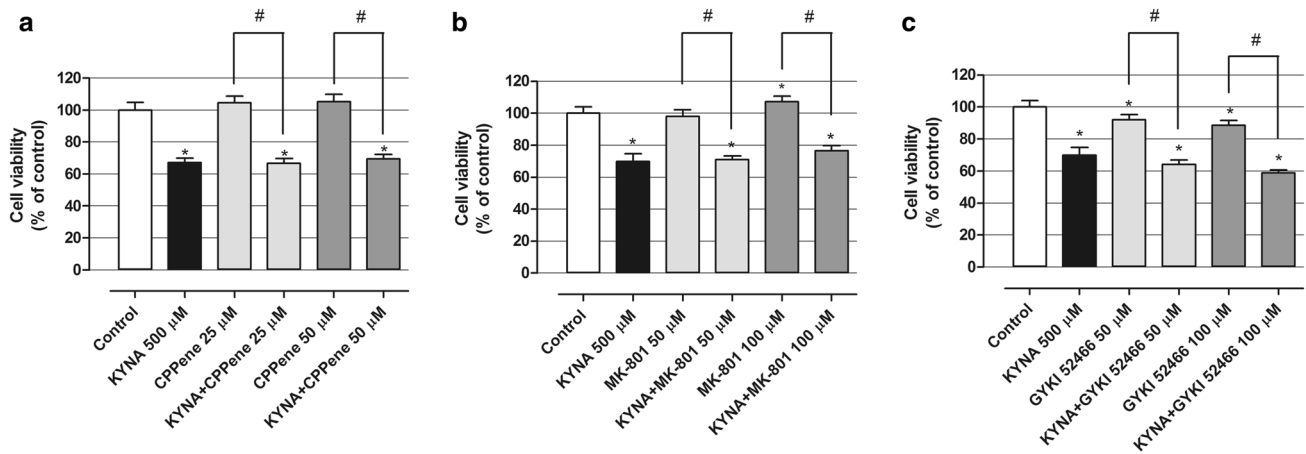 a
#
#
Cell viability
(% of control)
120
100
80
60
40
20
0
*
*
*
Control
KYNA 500 μM
CPPene 25 μM
KYNA+CPPene 25 μM
CPPene 50 μM
KYNA+CPPene 50 μM
b
#
#
Cell viability
(% of control)
120
100
80
60
40
20
0
*
*
*
*
Control
KYNA 500 μM
MK-801 50 μM
KYNA+MK-801 50 μM
MK-801 100 μM
KYNA+MK-801 100 μM
c
#
#
Cell viability
(% of control)
120
100
80
60
40
20
0
*
*
*
*
*
Control
KYNA 500 μM
GYKI 52466 50 μM
KYNA+GYKI 52466 50 μM
GYKI 52466 100 μM
KYNA+GYKI 52466 100 μM